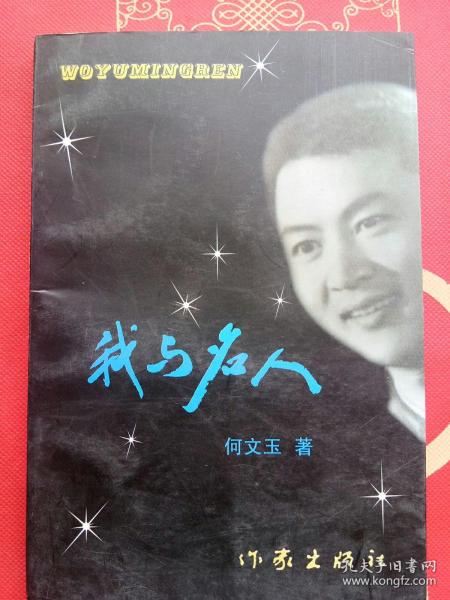 WOYUMINGREN
我与名人
何文玉 著
作家出版社
孔夫子旧书网
www.kongfz.com